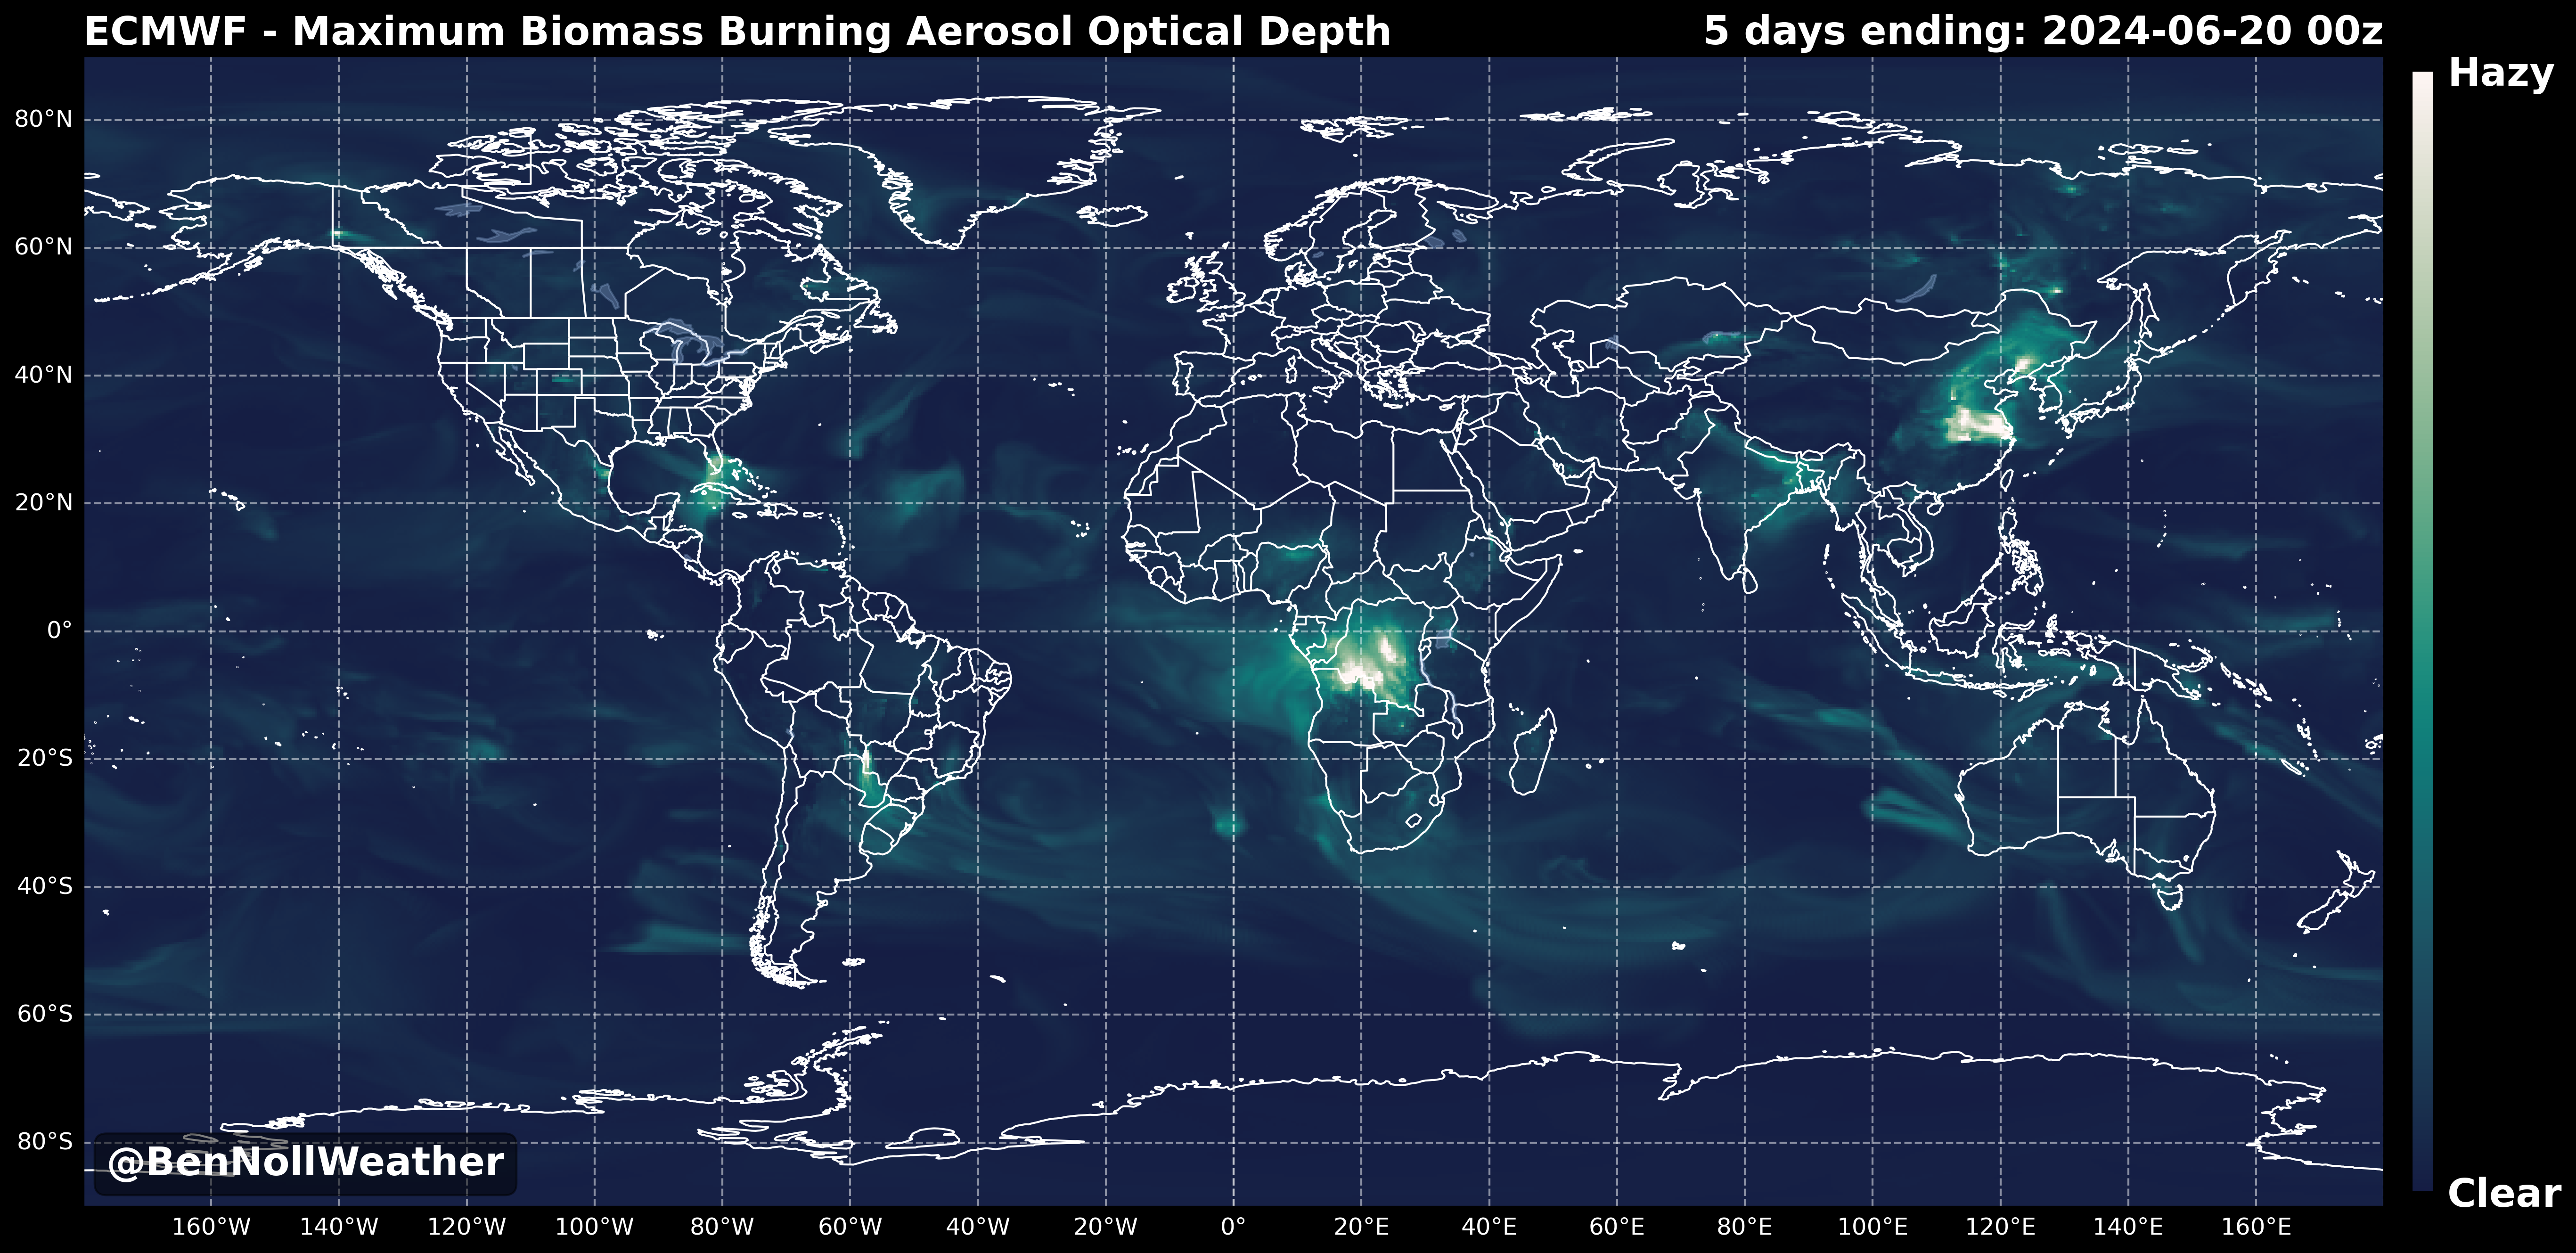 ECMWF - Maximum Biomass Burning Aerosol Optical Depth
5 days ending: 2024-06-20 00z
Hazy
80°N
60°N
40°N
20°N
0°
20°S
40°S
60°S
80°S
@BenNollWeather
Clear
160°W 140°W 120°W 100°W 80°W 60°W 40°W 20°W 0° 20°E 40°E 60°E 80°E 100°E 120°E 140°E 160°E